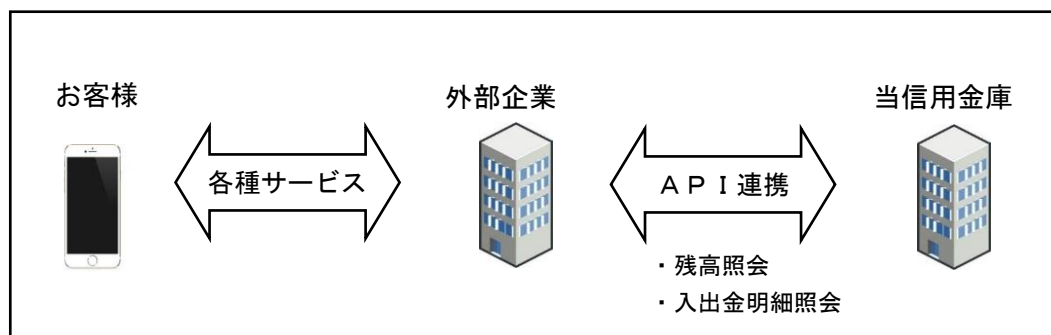 お客様
外部企業
当信用金庫
各種サービス
ＡＰＩ連携
・残高照会
・入出金明細照会